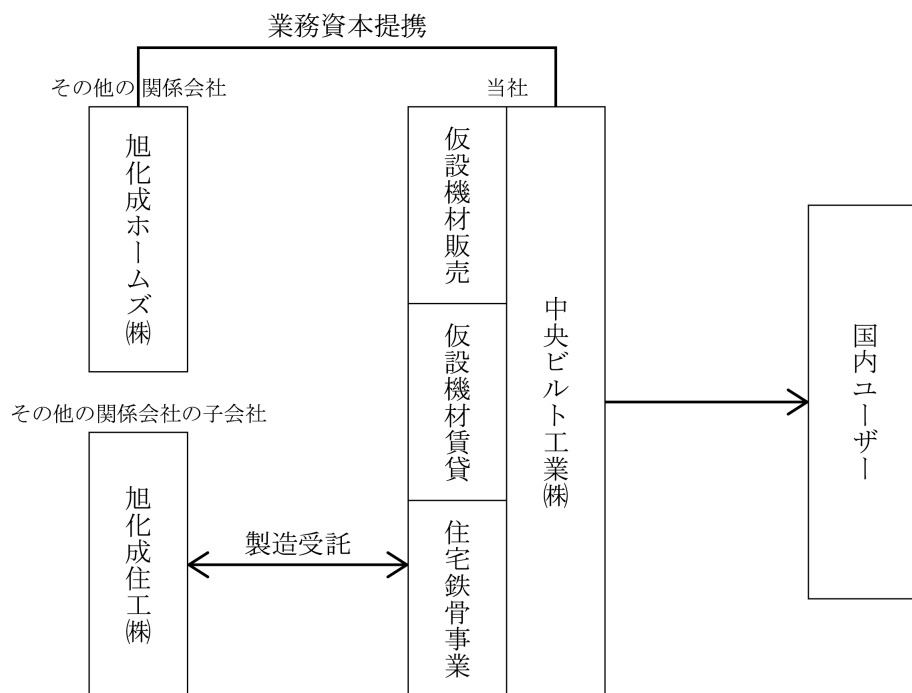 業務資本提携
その他の関係会社
当社
旭化成ホームズ㈱
仮設機材販売
仮設機材賃貸
住宅鉄骨事業
中央ビルト工業㈱
国内ユーザー
その他の関係会社の子会社
旭化成住工㈱
製造受託